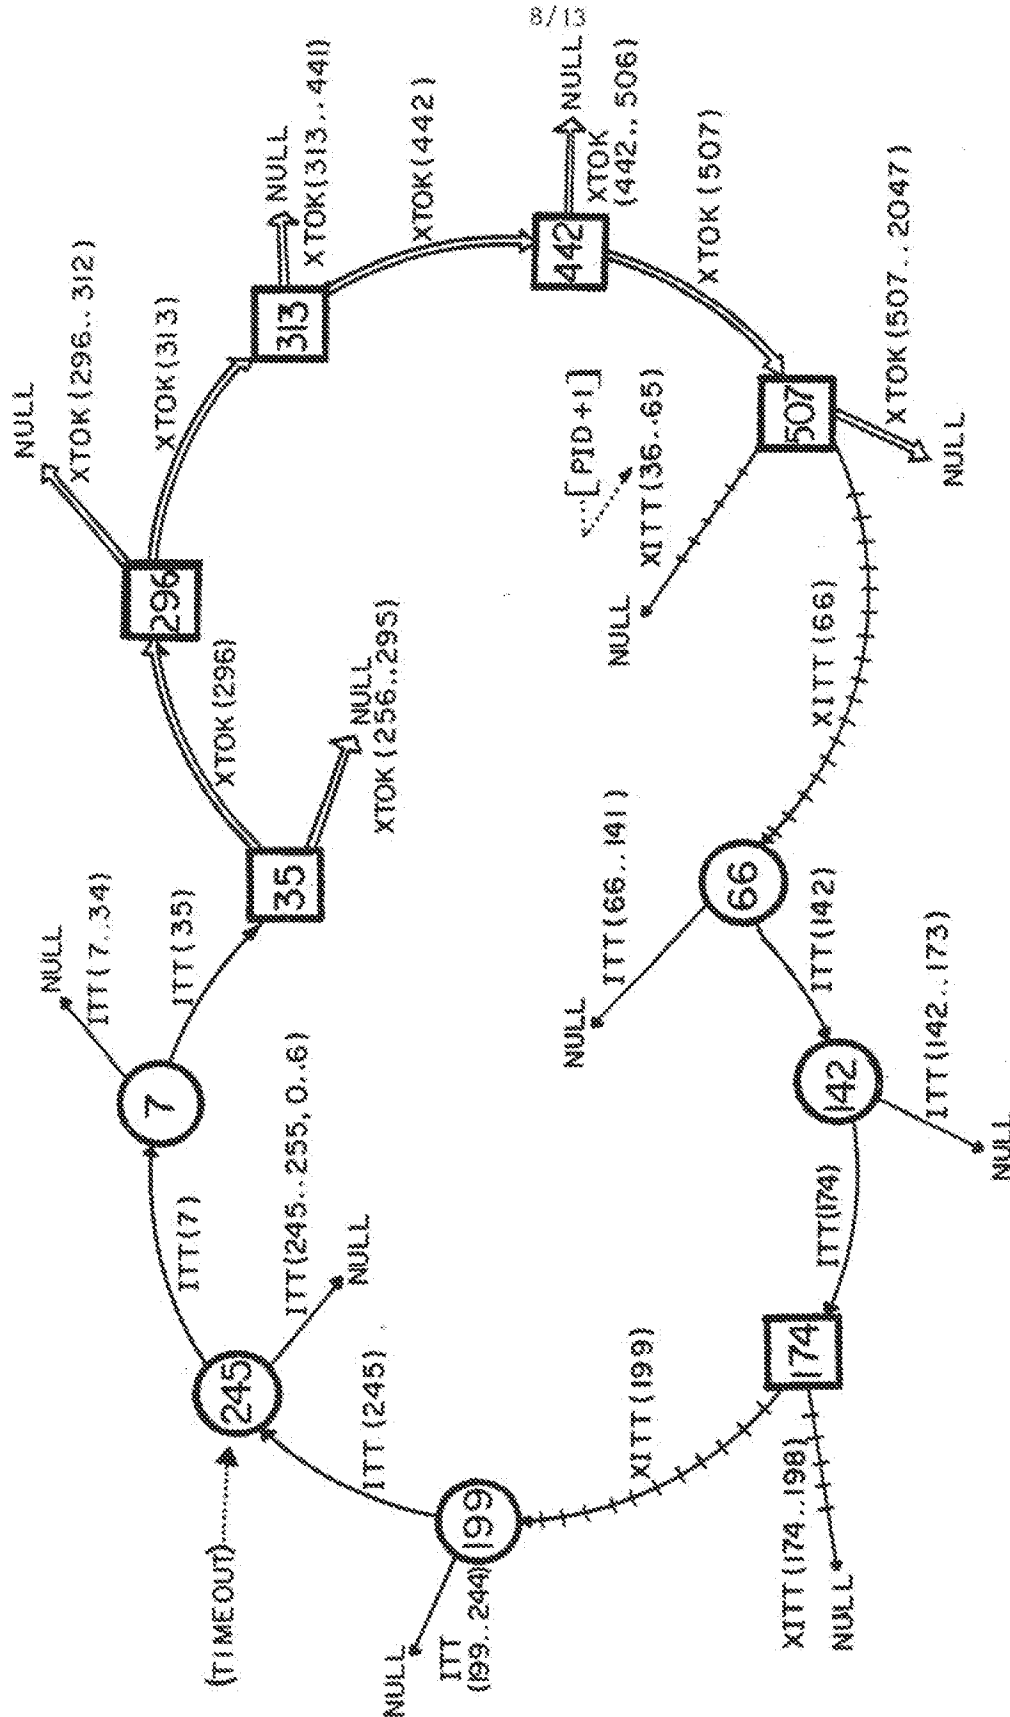 8/13
(TIMEOUT)
245
ITT(7)
ITT(245..255, 0..6)
NULL
7
NULL
ITT(7..34)
ITT(35)
35
XTOK(296)
NULL
XTOK(256..295)
296
NULL
XTOK(296..312)
XTOK(313)
313
NULL
XTOK(313..441)
XTOK(442)
442
NULL
XTOK
(442..506)
XTOK(507)
507
XTOK(507..2047)
NULL
[PID+1]
XITT(36..65)
NULL
XITT(66)
66
ITT(66..141)
NULL
ITT(142)
142
ITT(142..173)
NULL
ITT(174)
174
XITT(174..198)
NULL
XITT(199)
199
NULL
ITT
(199..244)
ITT(245)